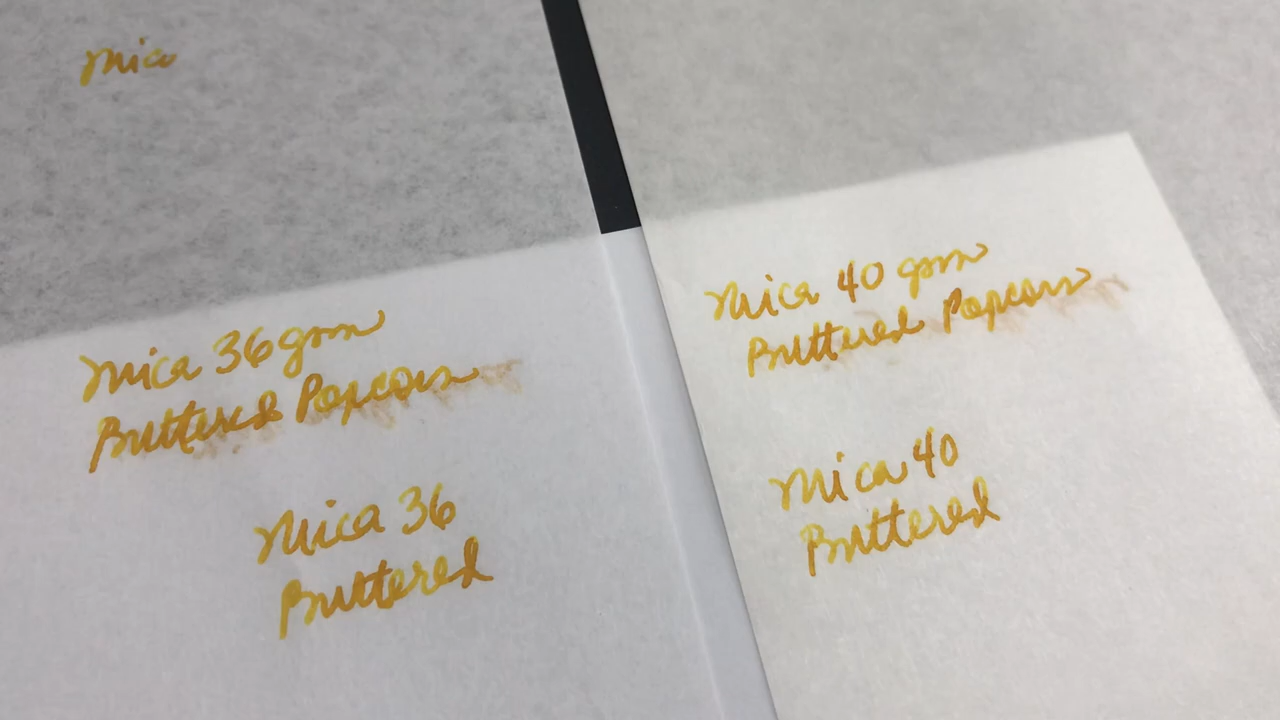 Mica
Mica 36 gsm
Buttered Popcorn
Mica 36
Buttered
Mica 40 gsm
Buttered Popcorn
Mica 40
Buttered